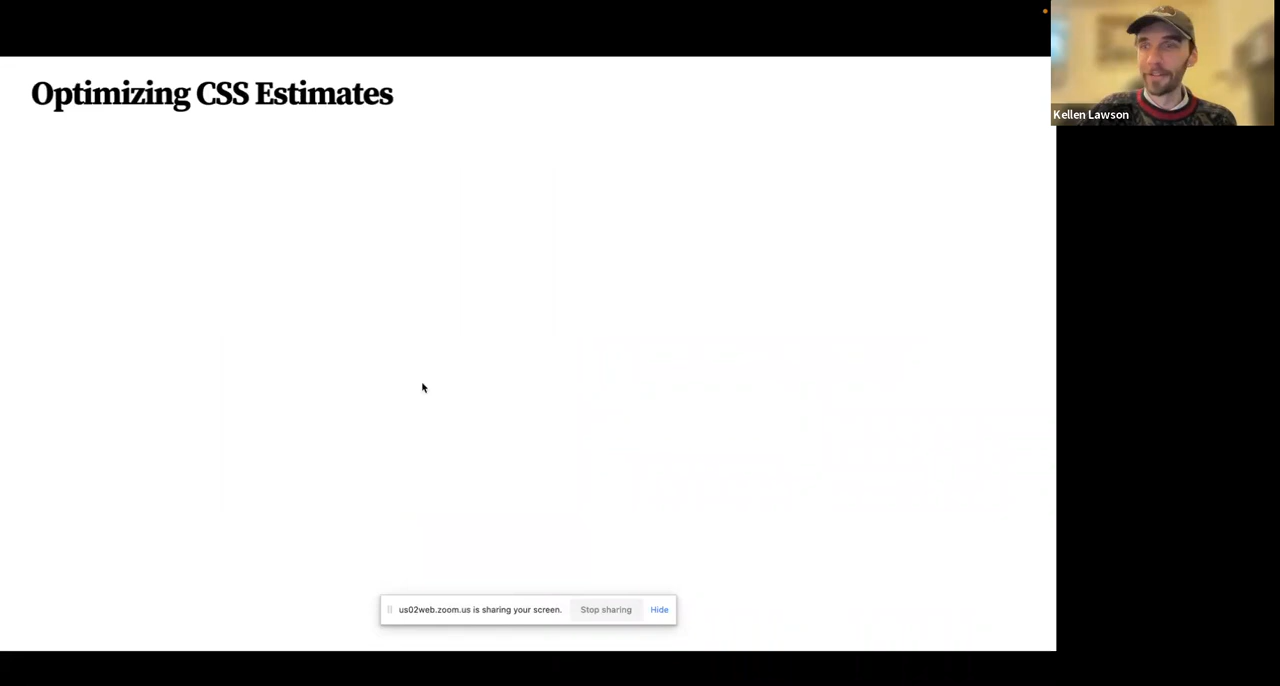 Optimizing CSS Estimates
Kellen Lawson
us02web.zoom.us is sharing your screen. Stop sharing Hide